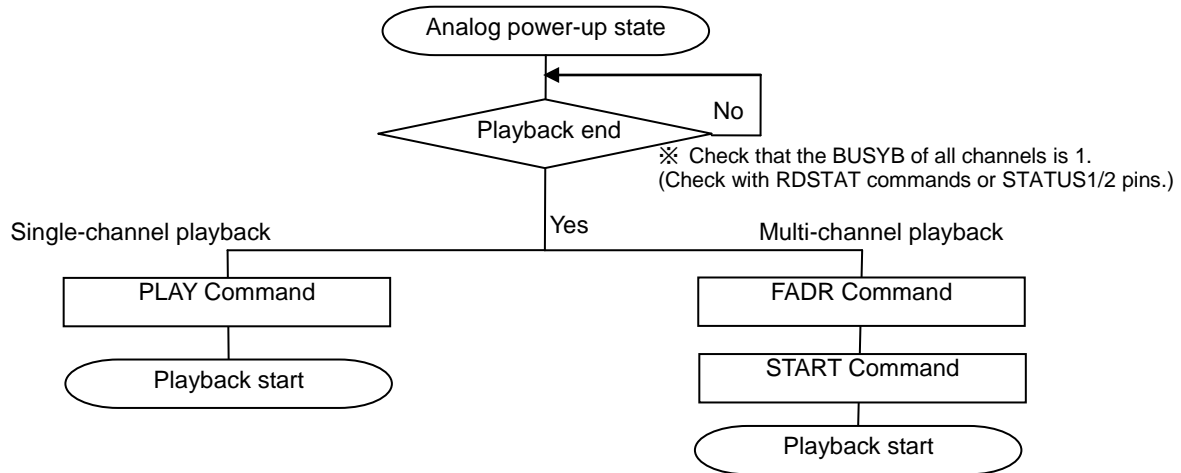 Analog power-up state
No
Playback end
※ Check that the BUSYB of all channels is 1.
(Check with RDSTAT commands or STATUS1/2 pins.)
Yes
Single-channel playback
Multi-channel playback
PLAY Command
FADR Command
Playback start
START Command
Playback start